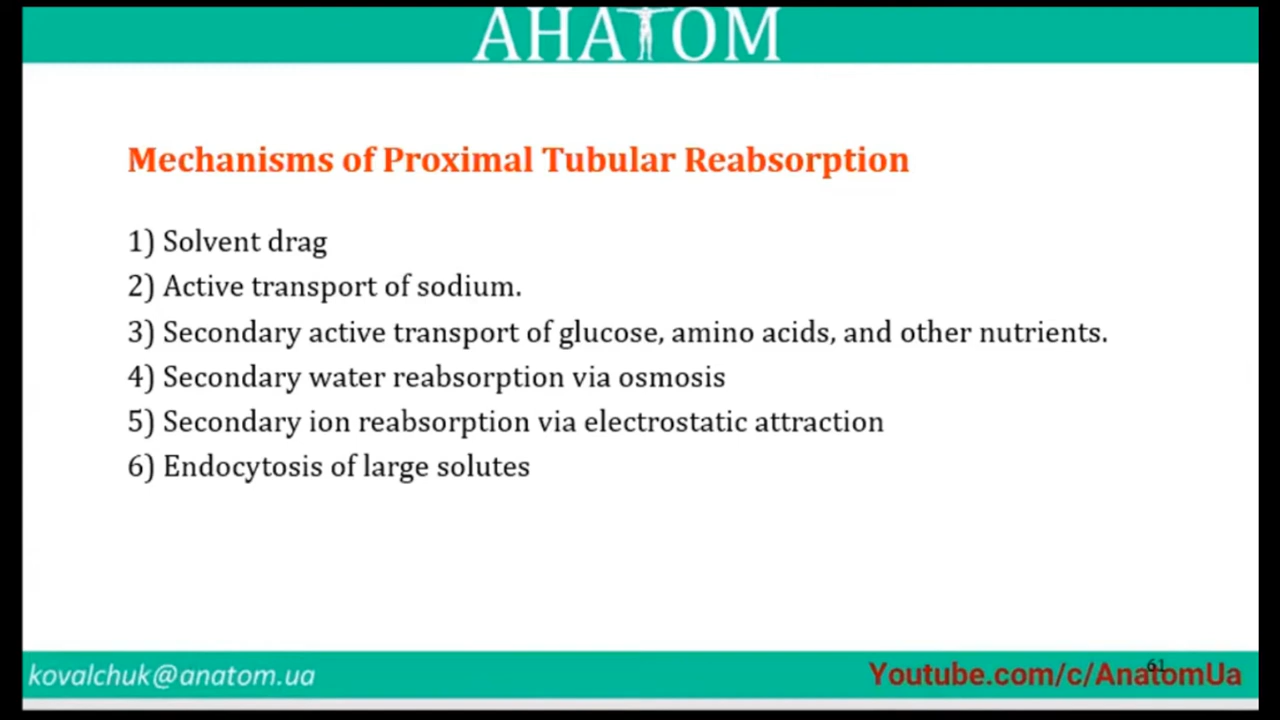 АНАТОМ
Mechanisms of Proximal Tubular Reabsorption
1) Solvent drag
2) Active transport of sodium.
3) Secondary active transport of glucose, amino acids, and other nutrients.
4) Secondary water reabsorption via osmosis
5) Secondary ion reabsorption via electrostatic attraction
6) Endocytosis of large solutes
kovalchuk@anatom.ua
Youtube.com/c/AnatomUa
61